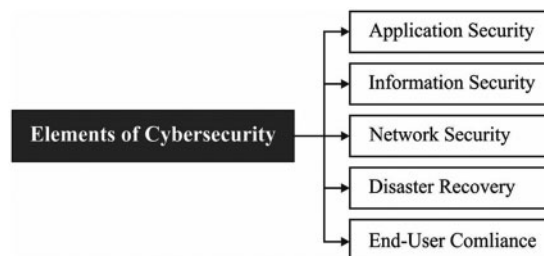 Application Security
Information Security
Elements of Cybersecurity
Network Security
Disaster Recovery
End-User Comliance